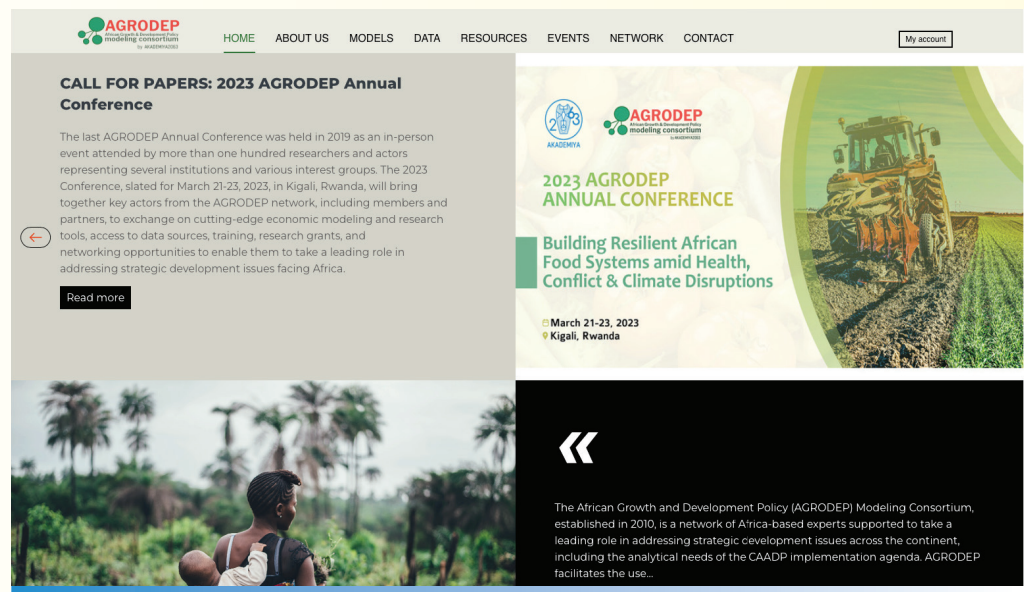 AGRODEP
African Growth & Development Policy
modeling consortium
by AKADEMIYA2063
HOME
ABOUT US
MODELS
DATA
RESOURCES
EVENTS
NETWORK
CONTACT
My account
CALL FOR PAPERS: 2023 AGRODEP Annual
Conference
The last AGRODEP Annual Conference was held in 2019 as an in-person
event attended by more than one hundred researchers and actors
representing several institutions and various interest groups. The 2023
Conference, slated for March 21-23, 2023, in Kigali, Rwanda, will bring
together key actors from the AGRODEP network, including members and
partners, to exchange on cutting-edge economic modeling and research
tools, access to data sources, training, research grants, and
networking opportunities to enable them to take a leading role in
addressing strategic development issues facing Africa.
Read more
2063
AKADEMIYA
AGRODEP
African Growth & Development Policy
modeling consortium
by AKADEMIYA2063
2023 AGRODEP
ANNUAL CONFERENCE
Building Resilient African
Food Systems amid Health,
Conflict & Climate Disruptions
March 21-23, 2023
Kigali, Rwanda
«
The African Growth and Development Policy (AGRODEP) Modeling Consortium,
established in 2010, is a network of Africa-based experts supported to take a
leading role in addressing strategic cevelopment issues across the continent,
including the analytical needs of the CAADP implementation agenda. AGRODEP
facilitates the use...